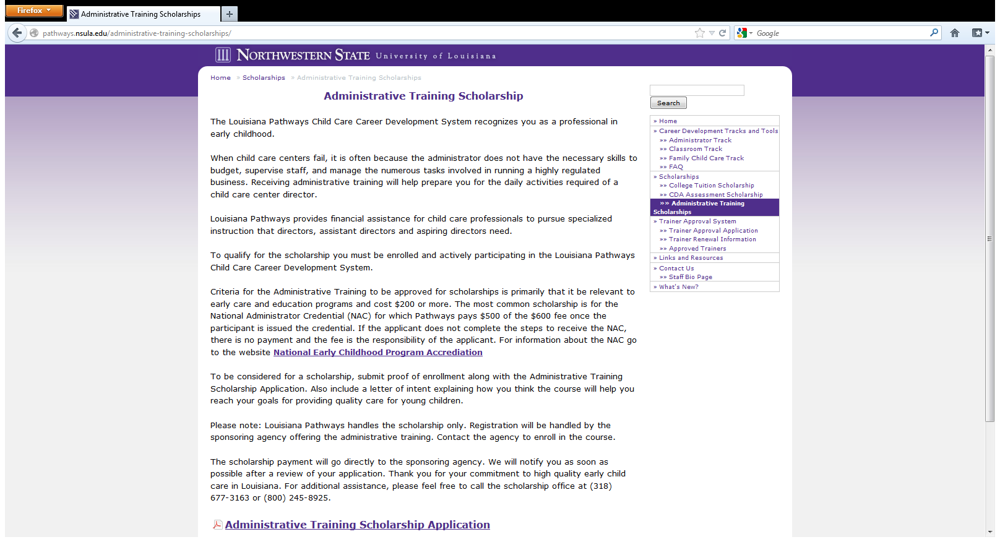 Firefox
Administrative Training Scholarships
pathways.nsula.edu/administrative-training-scholarships/
Google
NORTHWESTERN STATE University of Louisiana
Home » Scholarships » Administrative Training Scholarships
Administrative Training Scholarship
The Louisiana Pathways Child Care Career Development System recognizes you as a professional in
early childhood.
When child care centers fail, it is often because the administrator does not have the necessary skills to
budget, supervise staff, and manage the numerous tasks involved in running a highly regulated
business. Receiving administrative training will help prepare you for the daily activities required of a
child care center director.
Louisiana Pathways provides financial assistance for child care professionals to pursue specialized
instruction that directors, assistant directors and aspiring directors need.
To qualify for the scholarship you must be enrolled and actively participating in the Louisiana Pathways
Child Care Career Development System.
Criteria for the Administrative Training to be approved for scholarships is primarily that it be relevant to
early care and education programs and cost $200 or more. The most common scholarship is for the
National Administrator Credential (NAC) for which Pathways pays $500 of the $600 fee once the
participant is issued the credential. If the applicant does not complete the steps to receive the NAC,
there is no payment and the fee is the responsibility of the applicant. For information about the NAC go
to the website National Early Childhood Program Accrediation
To be considered for a scholarship, submit proof of enrollment along with the Administrative Training
Scholarship Application. Also include a letter of intent explaining how you think the course will help you
reach your goals for providing quality care for young children.
Please note: Louisiana Pathways handles the scholarship only. Registration will be handled by the
sponsoring agency offering the administrative training. Contact the agency to enroll in the course.
The scholarship payment will go directly to the sponsoring agency. We will notify you as soon as
possible after a review of your application. Thank you for your commitment to high quality early child
care in Louisiana. For additional assistance, please feel free to call the scholarship office at (318)
677-3163 or (800) 245-8925.
Administrative Training Scholarship Application
Search
» Home
» Career Development Tracks and Tools
»» Administrator Track
»» Classroom Track
»» Family Child Care Track
»» FAQ
» Scholarships
»» College Tuition Scholarship
»» CDA Assessment Scholarship
»» Administrative Training
Scholarships
» Trainer Approval System
»» Trainer Approval Application
»» Trainer Renewal Information
»» Approved Trainers
» Links and Resources
» Contact Us
»» Staff Bio Page
» What's New?